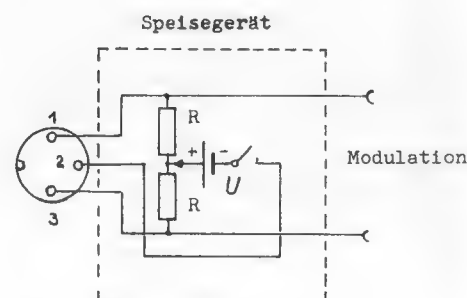 Speisegerät
1
R
2
+ -
Modulation
U
R
3